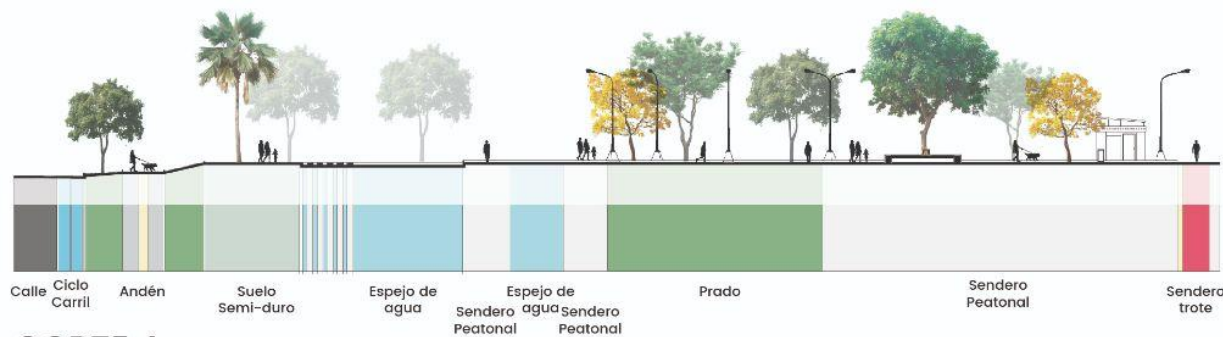 Calle
Ciclo
Carril
Andén
Suelo
Semi-duro
Espejo de
agua
Sendero
Peatonal
Espejo de
agua
Sendero
Peatonal
Prado
Sendero
Peatonal
Sendero
trote